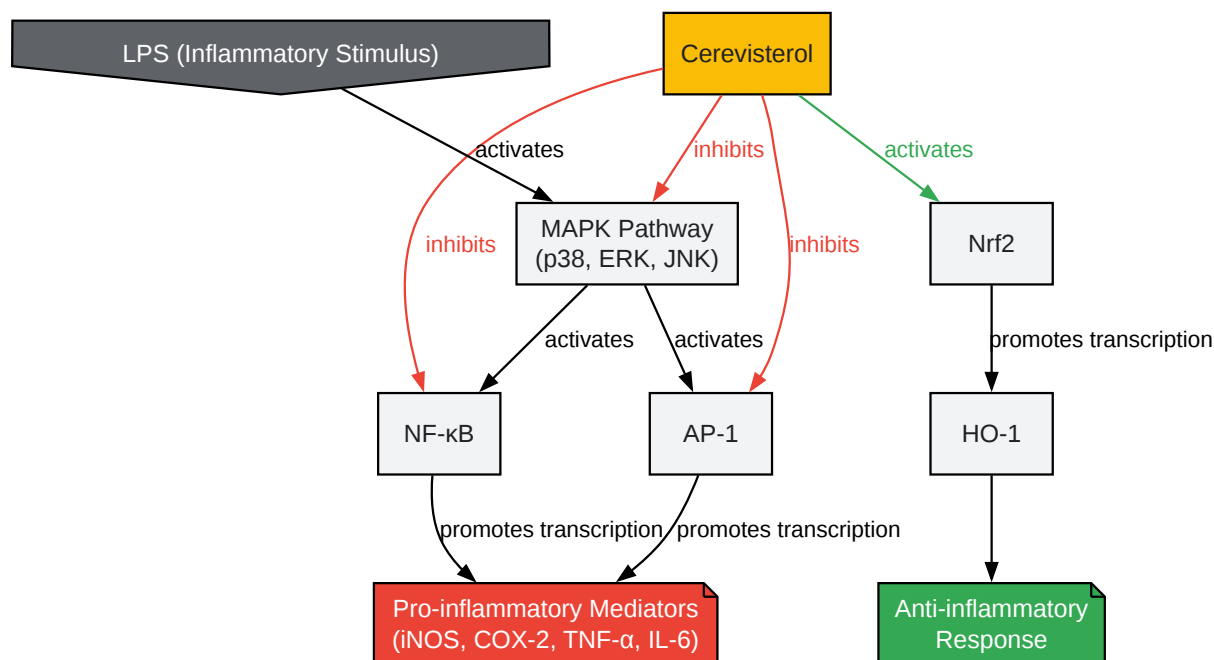 LPS (Inflammatory Stimulus)
Cerevisterol
activates
inhibits
activates
MAPK Pathway
(p38, ERK, JNK)
Nrf2
inhibits
inhibits
activates
activates
promotes transcription
NF-κB
AP-1
HO-1
promotes transcription
promotes transcription
Pro-inflammatory Mediators
(iNOS, COX-2, TNF-α, IL-6)
Anti-inflammatory
Response